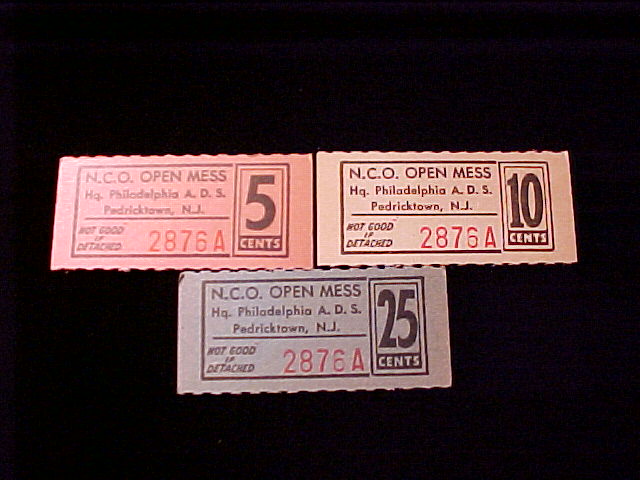 N.C.O. OPEN MESS
Hq. Philadelphia A. D. S.
Pedricktown, N.J.
NOT GOOD
IF
DETACHED
2876A
5
CENTS
N.C.O. OPEN MESS
Hq. Philadelphia A. D. S.
Pedricktown, N.J.
NOT GOOD
IF
DETACHED
2876A
10
CENTS
N.C.O. OPEN MESS
Hq. Philadelphia A. D. S.
Pedricktown, N.J.
NOT GOOD
IF
DETACHED
2876A
25
CENTS